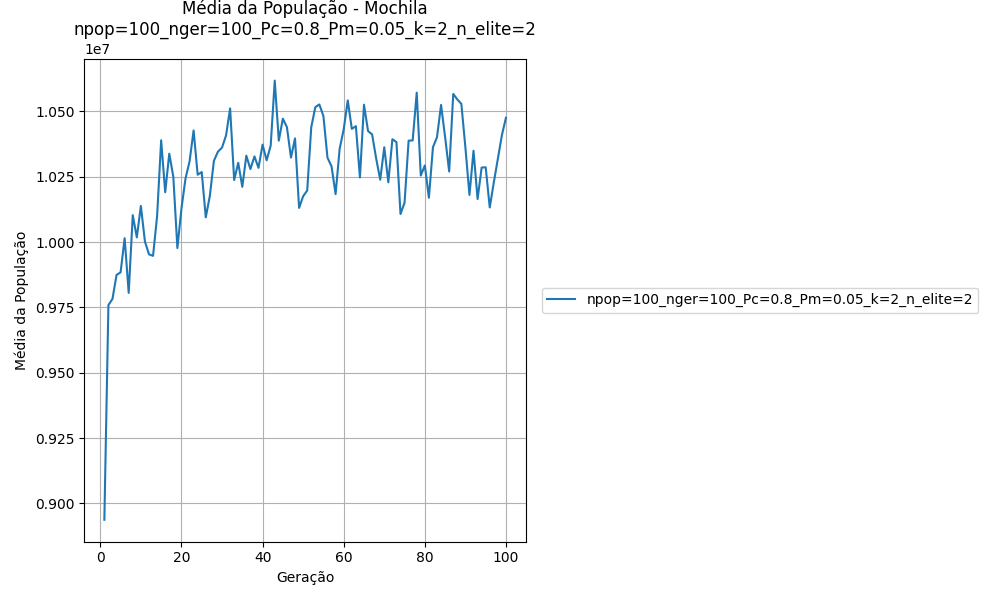 Média da População - Mochila
npop=100_nger=100_Pc=0.8_Pm=0.05_k=2_n_elite=2
1e7
1.050
1.025
1.000
0.975
0.950
0.925
0.900
Média da População
0 20 40 60 80 100
Geração
npop=100_nger=100_Pc=0.8_Pm=0.05_k=2_n_elite=2